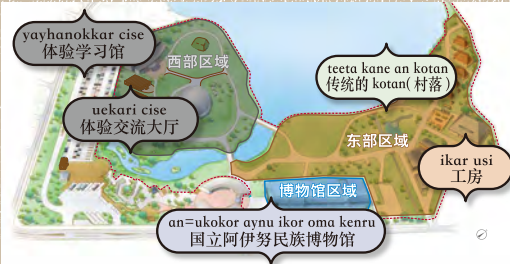 yayhanokkar cise
体验学习馆
西部区域
uekari cise
体验交流大厅
teeta kane an kotan
传统的 kotan( 村落 )
东部区域
ikar usi
工房
博物馆区域
an=ukokor aynu ikor oma kenru
国立阿伊努民族博物馆